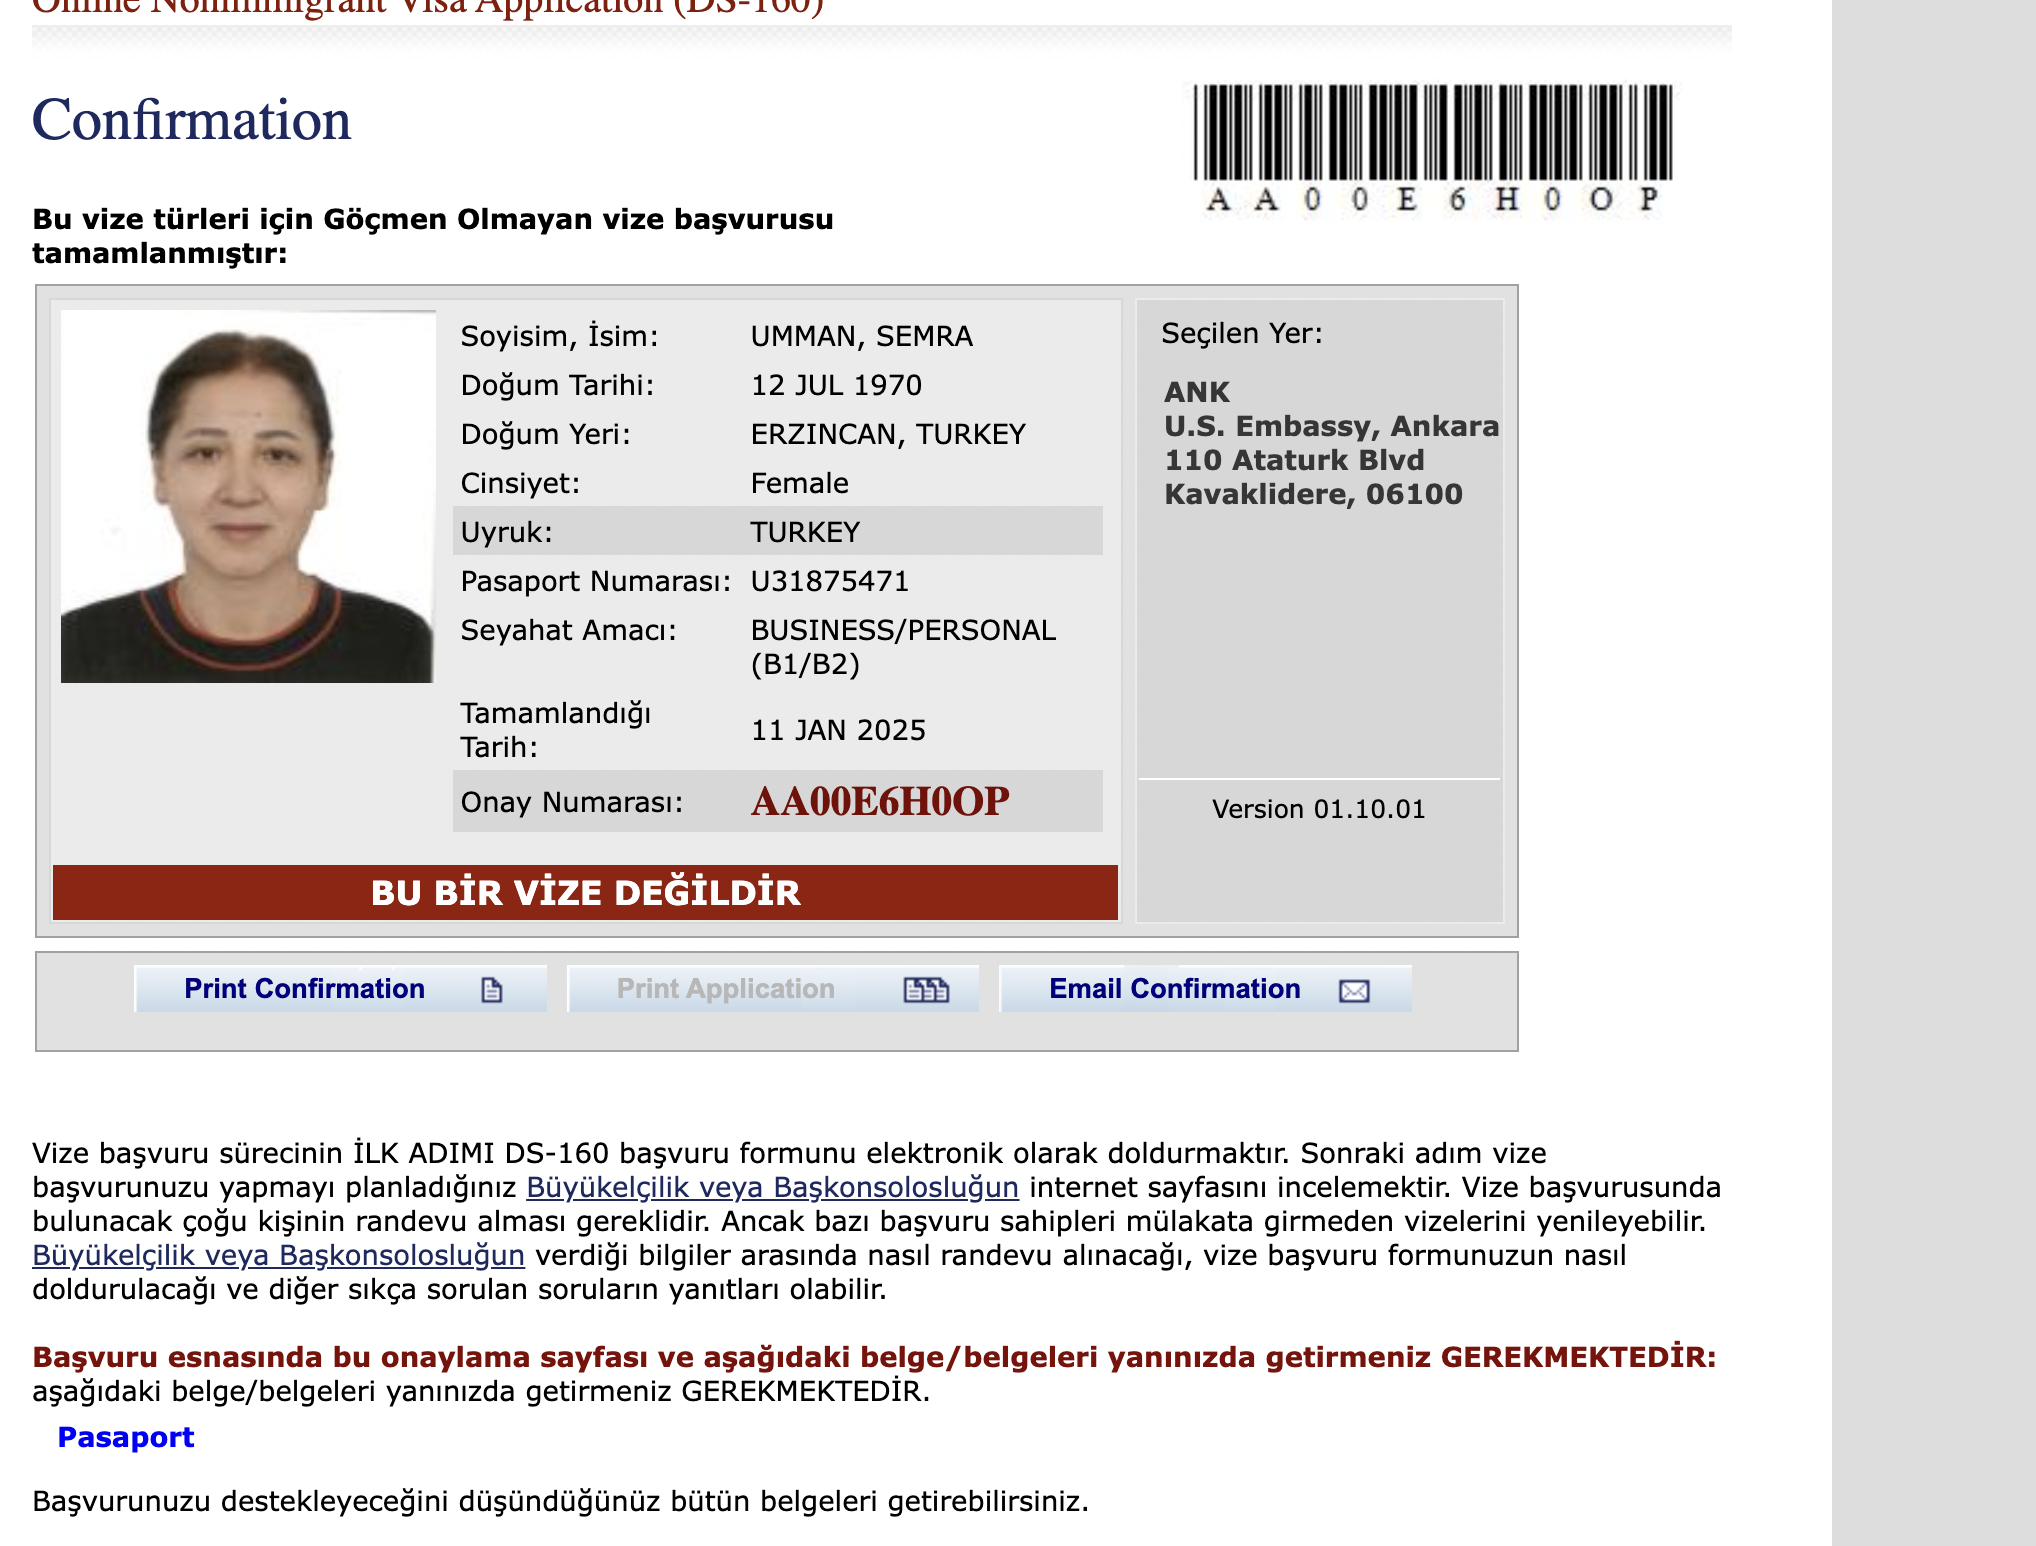 Online Nonimmigrant Visa Application (DS-160)
Confirmation
AA00E6H0OP
Bu vize türleri için Göçmen Olmayan vize başvurusu
tamamlanmıştır:
Soyisim, İsim: UMMAN, SEMRA
Doğum Tarihi: 12 JUL 1970
Doğum Yeri: ERZINCAN, TURKEY
Cinsiyet: Female
Uyruk: TURKEY
Pasaport Numarası: U31875471
Seyahat Amacı: BUSINESS/PERSONAL
(B1/B2)
Tamamlandığı
Tarih: 11 JAN 2025
Onay Numarası: AA00E6H0OP
BU BİR VİZE DEĞİLDİR
Seçilen Yer:
ANK
U.S. Embassy, Ankara
110 Ataturk Blvd
Kavaklidere, 06100
Version 01.10.01
Print Confirmation
Print Application
Email Confirmation
Vize başvuru sürecinin İLK ADIMI DS-160 başvuru formunu elektronik olarak doldurmaktır. Sonraki adım vize
başvurunuzu yapmayı planladığınız Büyükelçilik veya Başkonsolosluğun internet sayfasını incelemektir. Vize başvurusunda
bulunacak çoğu kişinin randevu alması gereklidir. Ancak bazı başvuru sahipleri mülakata girmeden vizelerini yenileyebilir.
Büyükelçilik veya Başkonsolosluğun verdiği bilgiler arasında nasıl randevu alınacağı, vize başvuru formunuzun nasıl
doldurulacağı ve diğer sıkça sorulan soruların yanıtları olabilir.
Başvuru esnasında bu onaylama sayfası ve aşağıdaki belge/belgeleri yanınızda getirmeniz GEREKMEKTEDİR:
aşağıdaki belge/belgeleri yanınızda getirmeniz GEREKMEKTEDİR.
Pasaport
Başvurunuzu destekleyeceğini düşündüğünüz bütün belgeleri getirebilirsiniz.